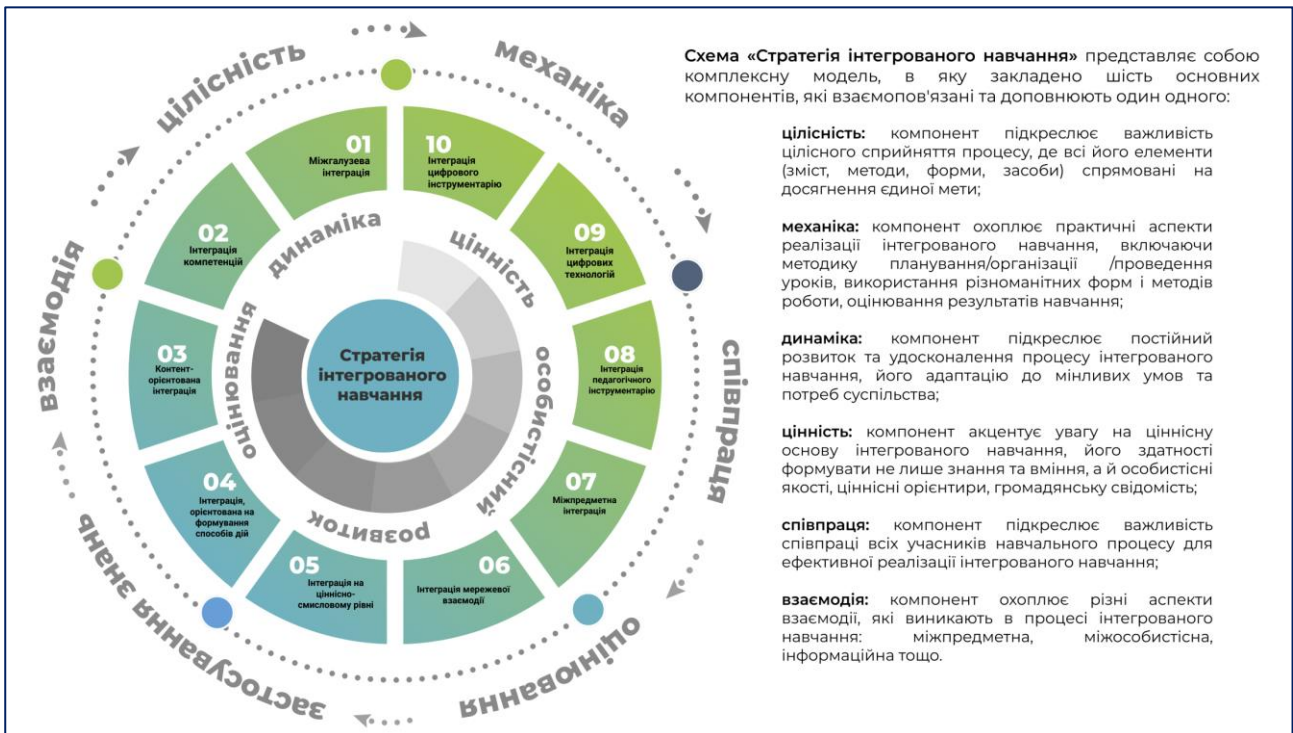 цілісність
механіка
співпраця
оцінювання
застосування знань
взаємодія
01
Міжгалузева
інтеграція
10
Інтеграція
цифрового
інструментарію
02
Інтеграція
компетенцій
09
Інтеграція
цифрових
технологій
03
Контент-
орієнтована
інтеграція
08
Інтеграція
педагогічного
інструментарію
04
Інтеграція,
орієнтована на
формування
способів дій
07
Міжпредметна
інтеграція
05
Інтеграція на
ціннісно-
смисловому рівні
06
Інтеграція мережевої
взаємодії
динаміка
цінність
особистісний
розвиток
оцінювання
Стратегія
інтегрованого
навчання
Схема «Стратегія інтегрованого навчання» представляє собою
комплексну модель, в яку закладено шість основних
компонентів, які взаємопов'язані та доповнюють один одного:
цілісність: компонент підкреслює важливість
цілісного сприйняття процесу, де всі його елементи
(зміст, методи, форми, засоби) спрямовані на
досягнення єдиної мети;
механіка: компонент охоплює практичні аспекти
реалізації інтегрованого навчання, включаючи
методику планування/організації /проведення
уроків, використання різноманітних форм і методів
роботи, оцінювання результатів навчання;
динаміка: компонент підкреслює постійний
розвиток та удосконалення процесу інтегрованого
навчання, його адаптацію до мінливих умов та
потреб суспільства;
цінність: компонент акцентує увагу на ціннісну
основу інтегрованого навчання, його здатності
формувати не лише знання та вміння, а й особистісні
якості, ціннісні орієнтири, громадянську свідомість;
співпраця: компонент підкреслює важливість
співпраці всіх учасників навчального процесу для
ефективної реалізації інтегрованого навчання;
взаємодія: компонент охоплює різні аспекти
взаємодії, які виникають в процесі інтегрованого
навчання: міжпредметна, міжособистісна,
інформаційна тощо.